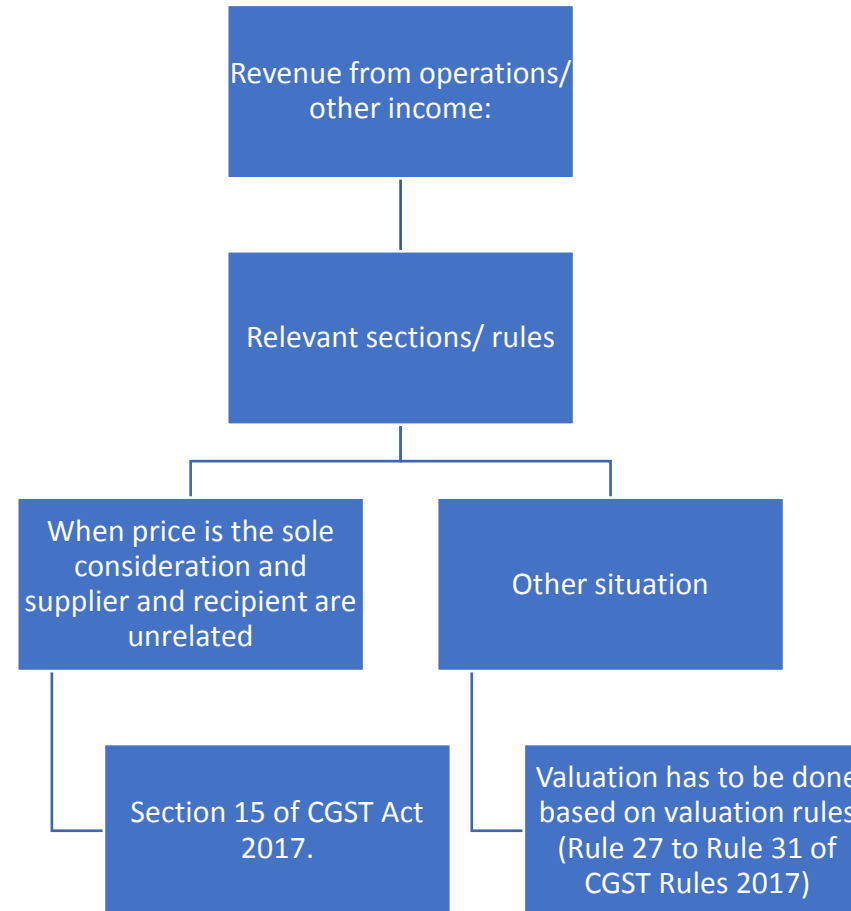 Revenue from operations/
other income:
Relevant sections/ rules
When price is the sole
consideration and
supplier and recipient are
unrelated
Other situation
Section 15 of CGST Act
2017.
Valuation has to be done
based on valuation rules
(Rule 27 to Rule 31 of
CGST Rules 2017)